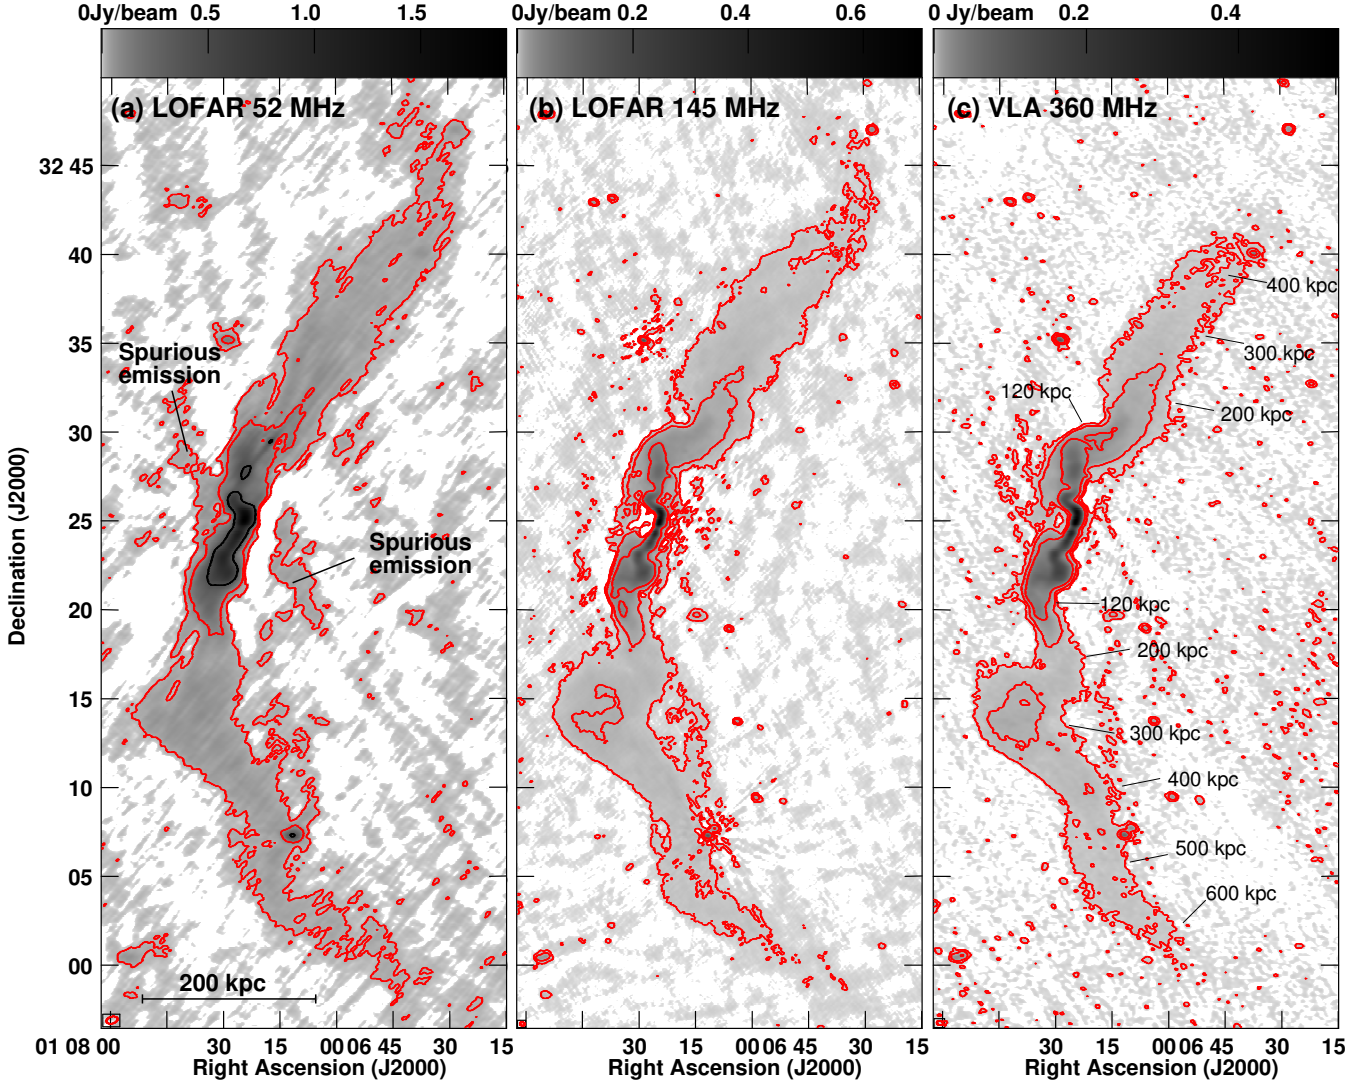 0Jy/beam 0.5 1.0 1.5
0Jy/beam 0.2 0.4 0.6
0 Jy/beam 0.2 0.4
(a) LOFAR 52 MHz
(b) LOFAR 145 MHz
(c) VLA 360 MHz
32 45
40
35
30
25
20
15
10
05
00
Declination (J2000)
Spurious
emission
Spurious
emission
200 kpc
400 kpc
300 kpc
120 kpc
200 kpc
120 kpc
200 kpc
300 kpc
400 kpc
500 kpc
600 kpc
01 08 00 30 15 00 06 45 30 15
Right Ascension (J2000)
30 15 00 06 45 30 15
Right Ascension (J2000)
30 15 00 06 45 30 15
Right Ascension (J2000)